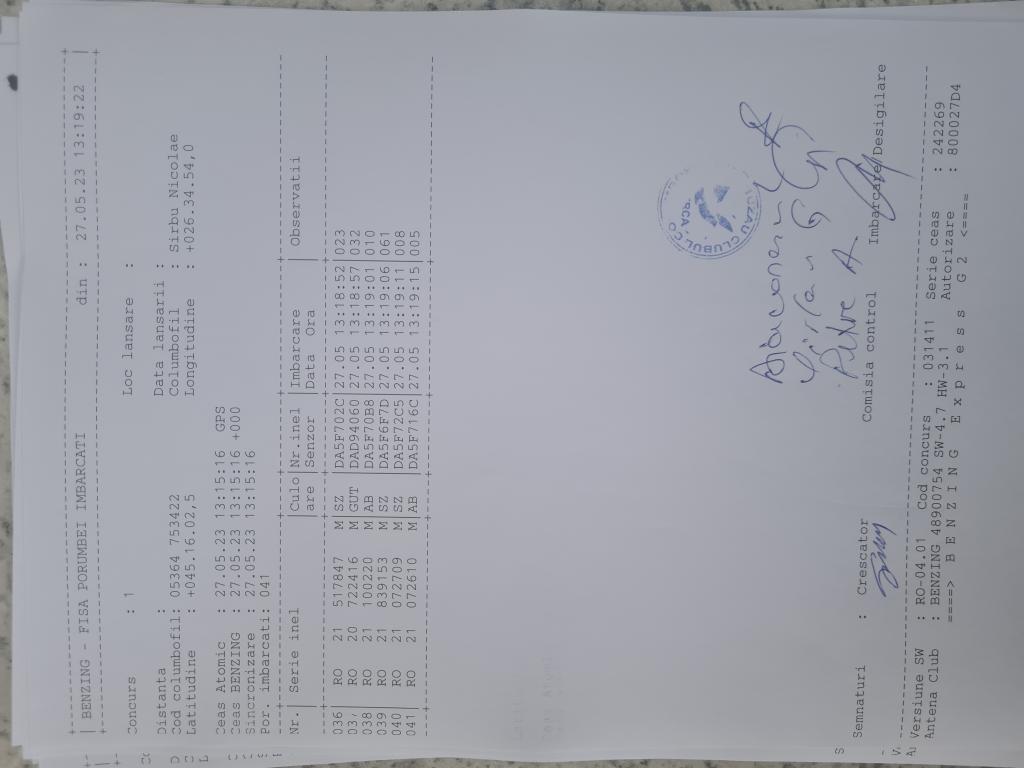 BENZING - FISA PORUMBEI IMBARCATI din : 27.05.23 13:19:22
Concurs : 1 Loc lansare :
Distanta : Data lansarii :
Cod columbofil: 05364 753422 Columbofil : Sirbu Nicolae
Latitudine : +045.16.02,5 Longitudine : +026.34.54,0
Ceas Atomic : 27.05.23 13:15:16 GPS
Ceas BENZING : 27.05.23 13:15:16 +000
Sincronizare : 27.05.23 13:15:16
Por. imbarcati: 041
Nr.| Serie inel |Culo|Nr.inel |Imbarcare |Observatii
|are |Senzor |Data Ora |
036| RO 21 517847 M SZ |DA5F702C|27.05 13:18:52|023
037| RO 20 722416 M GUT |DAD94060|27.05 13:18:57|032
038| RO 21 100220 M AB |DA5F70B8|27.05 13:19:01|010
039| RO 21 839153 M SZ |DA5F6F7D|27.05 13:19:06|061
040| RO 21 072709 M SZ |DA5F72C5|27.05 13:19:11|008
041| RO 21 072610 M AB |DA5F716C|27.05 13:19:15|005
CLUBUL
Petre A.
Semnaturi : Crescator Comisia control Imbarcare/Desigilare
Versiune SW : RO-04.01 Cod concurs : 031411 Serie ceas : 242269
Antena Club : BENZING 48900754 SW-4.7 HW-3.1 Autorizare : 800027D4
====> B E N Z I N G E x p r e s s G 2 <====